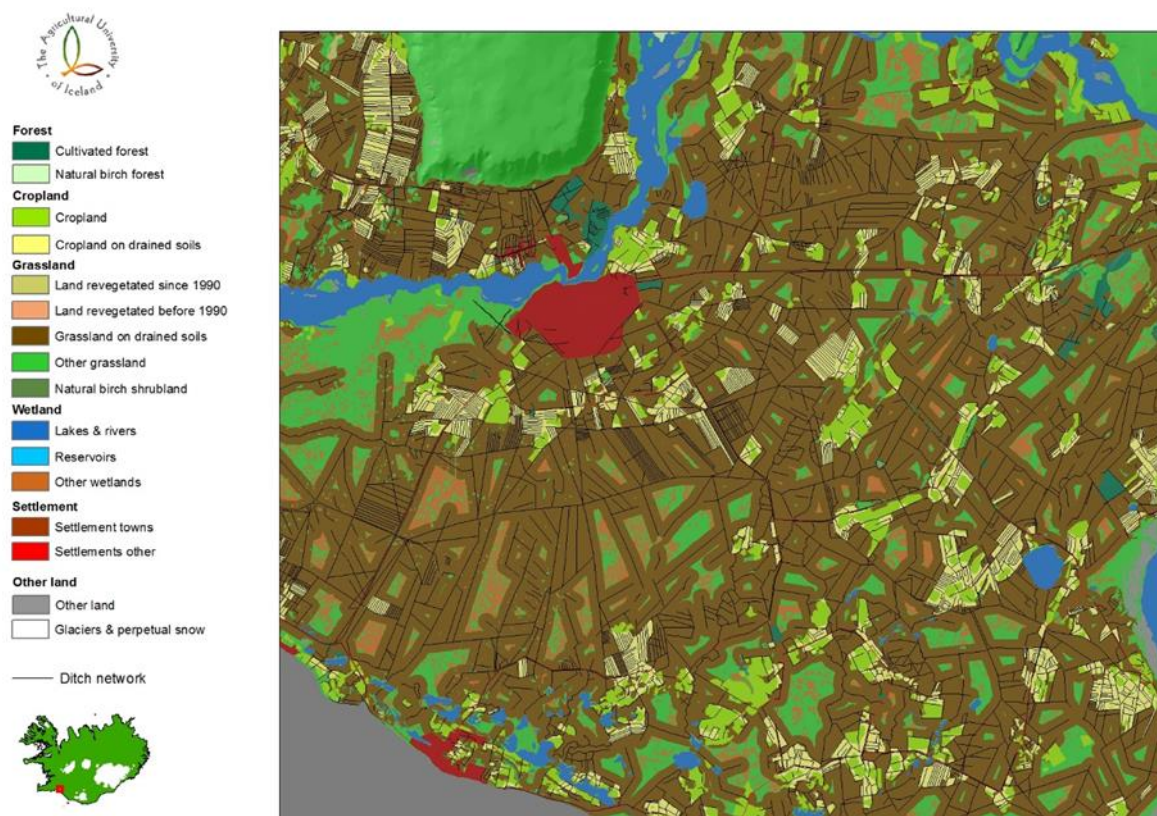 The Agricultural University
of Iceland
Forest
Cultivated forest
Natural birch forest
Cropland
Cropland
Cropland on drained soils
Grassland
Land revegetated since 1990
Land revegetated before 1990
Grassland on drained soils
Other grassland
Natural birch shrubland
Wetland
Lakes & rivers
Reservoirs
Other wetlands
Settlement
Settlement towns
Settlements other
Other land
Other land
Glaciers & perpetual snow
Ditch network